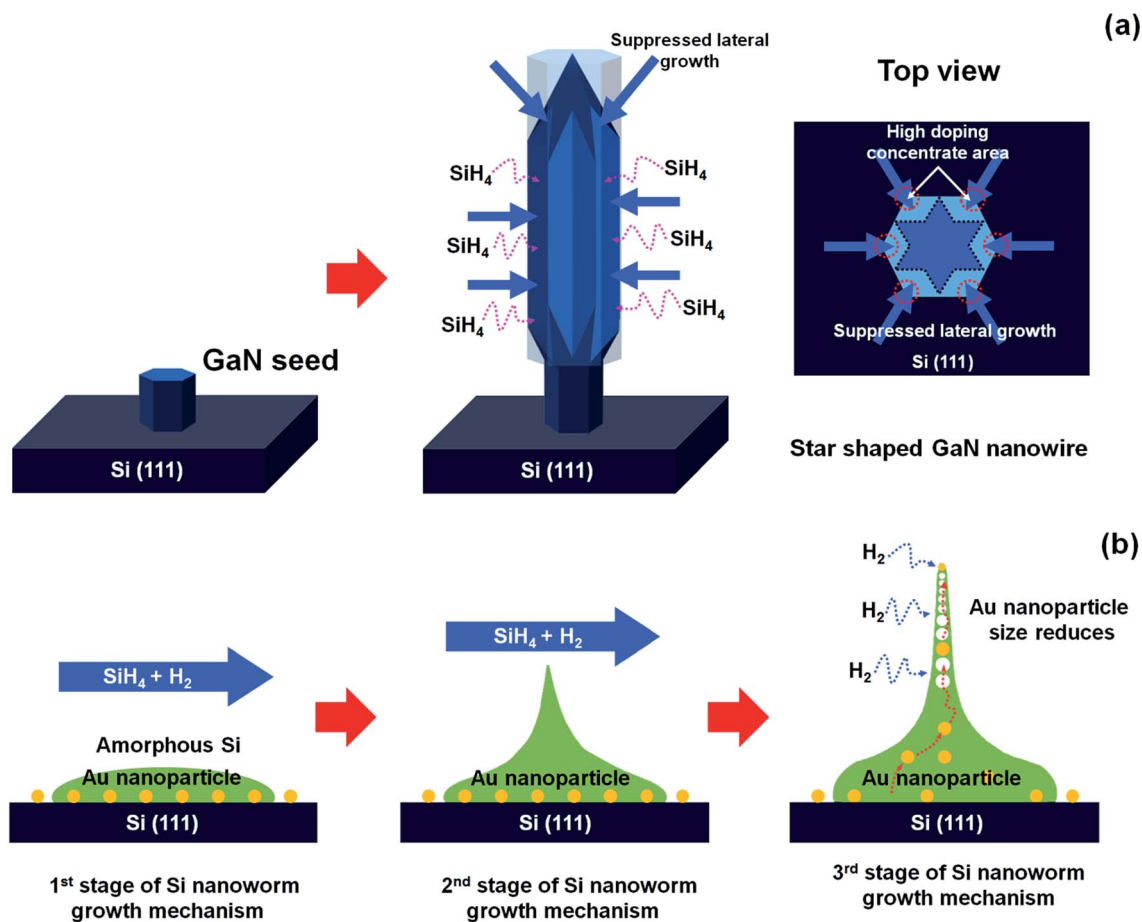 (a)
Suppressed lateral
growth
Top view
High doping
concentrate area
SiH4
SiH4
SiH4
SiH4
SiH4
SiH4
GaN seed
Suppressed lateral growth
Si (111)
Si (111)
Si (111)
Star shaped GaN nanowire
(b)
H2
H2
H2
Au nanoparticle
size reduces
SiH4 + H2
SiH4 + H2
Amorphous Si
Au nanoparticle
Au nanoparticle
Au nanoparticle
Si (111)
Si (111)
Si (111)
1st stage of Si nanoworm
growth mechanism
2nd stage of Si nanoworm
growth mechanism
3rd stage of Si nanoworm
growth mechanism